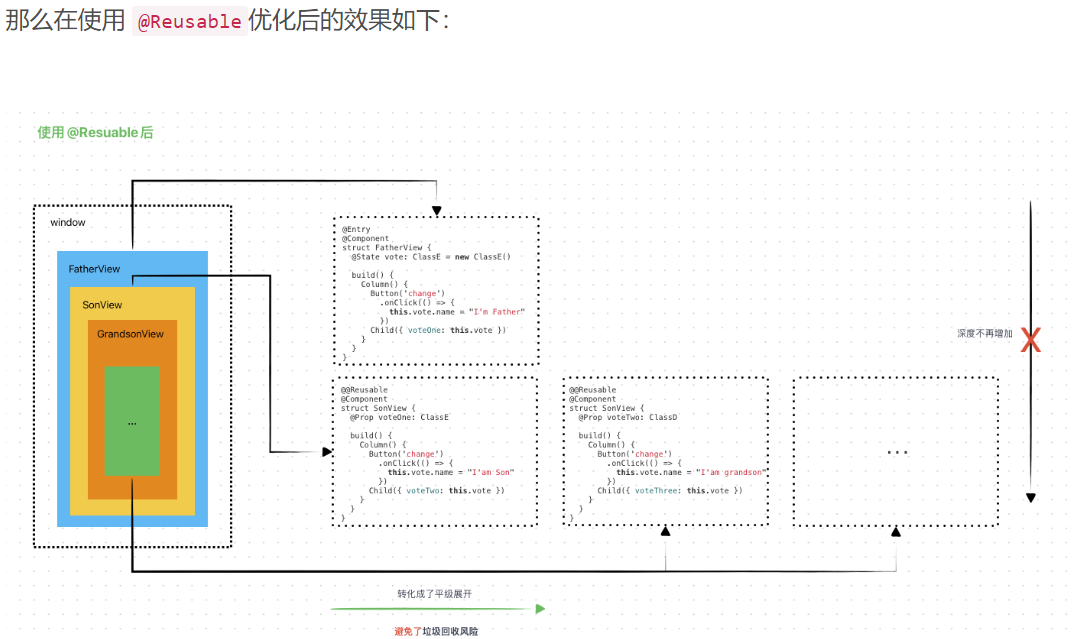 那么在使用 @Reusable 优化后的效果如下：
使用 @Resuable 后
window
FatherView
SonView
GrandsonView
...
@Entry
@Component
struct FatherView {
@State vote: ClassE = new ClassE()
build() {
Column() {
Button('change')
.onClick(() => {
this.vote.name = "I'm Father"
})
Child({ voteOne: this.vote })
}
}
}
深度不再增加
X
@@Reusable
@Component
struct SonView {
@Prop voteOne: ClassE
build() {
Column() {
Button('change')
.onClick(() => {
this.vote.name = "I'am Son"
})
Child({ voteTwo: this.vote })
}
}
}
@@Reusable
@Component
struct SonView {
@Prop voteTwo: ClassD
build() {
Column() {
Button('change')
.onClick(() => {
this.vote.name = "I'am grandson"
})
Child({ voteThree: this.vote })
}
}
}
...
转化成了平级展开
避免了垃圾回收风险